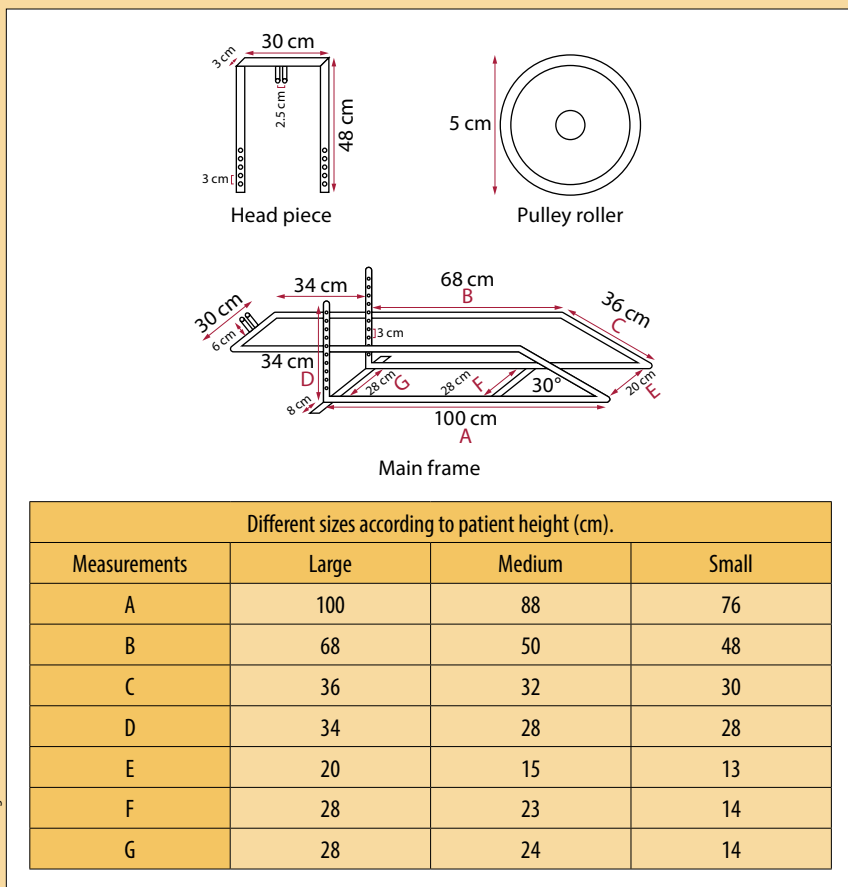 30 cm
3 cm
2.5 cm
48 cm
3 cm
Head piece
5 cm
Pulley roller
34 cm
68 cm
B
30 cm
36 cm
C
6 cm
3 cm
34 cm
D
28 cm
G
28 cm
F
30°
20 cm
E
8 cm
100 cm
A
Main frame
Different sizes according to patient height (cm).
Measurements Large Medium Small
A 100 88 76
B 68 50 48
C 36 32 30
D 34 28 28
E 20 15 13
F 28 23 14
G 28 24 14